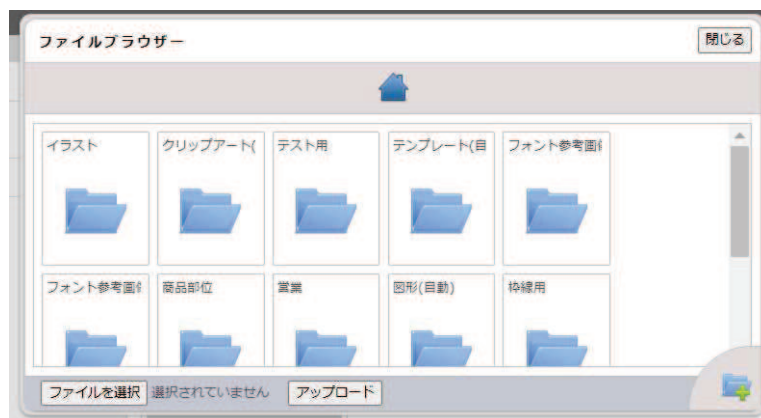 ファイルブラウザー
閉じる
イラスト
クリップアート(
テスト用
テンプレート(自
フォント参考画像
フォント参考画像
商品部位
営業
図形(自動)
枠線用
ファイルを選択 選択されていません アップロード